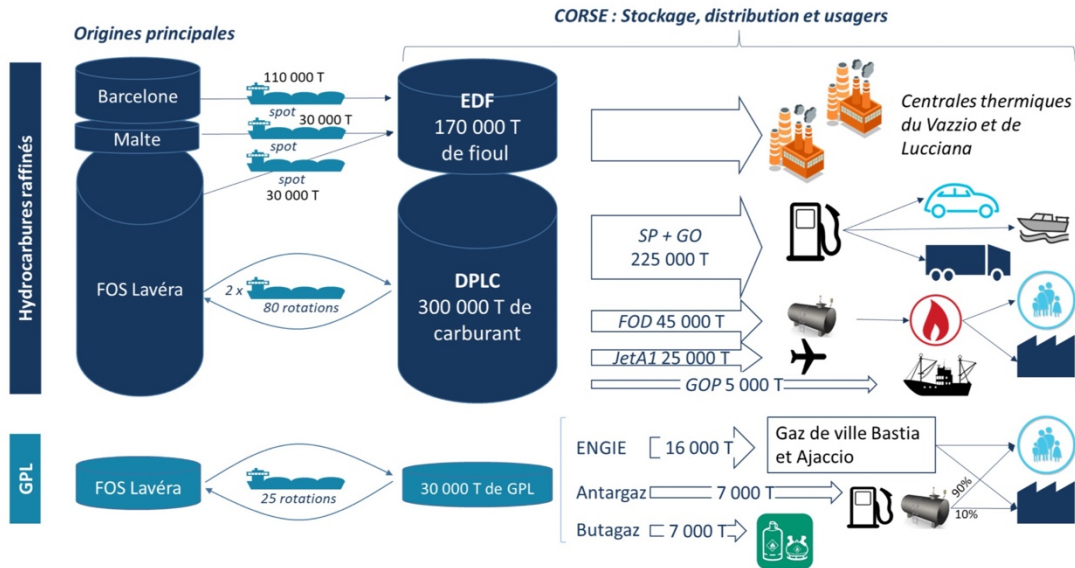 CORSE : Stockage, distribution et usagers
Origines principales
Hydrocarbures raffinés
Barcelone
110 000 T
spot
Malte
30 000 T
spot
spot
30 000 T
EDF
170 000 T
de fioul
Centrales thermiques
du Vazzio et de
Lucciana
FOS Lavéra
2 x
80 rotations
DPLC
300 000 T de
carburant
SP + GO
225 000 T
FOD 45 000 T
JetA1 25 000 T
GOP 5 000 T
GPL
FOS Lavéra
25 rotations
30 000 T de GPL
ENGIE
16 000 T
Gaz de ville Bastia
et Ajaccio
Antargaz
7 000 T
90%
10%
Butagaz
7 000 T